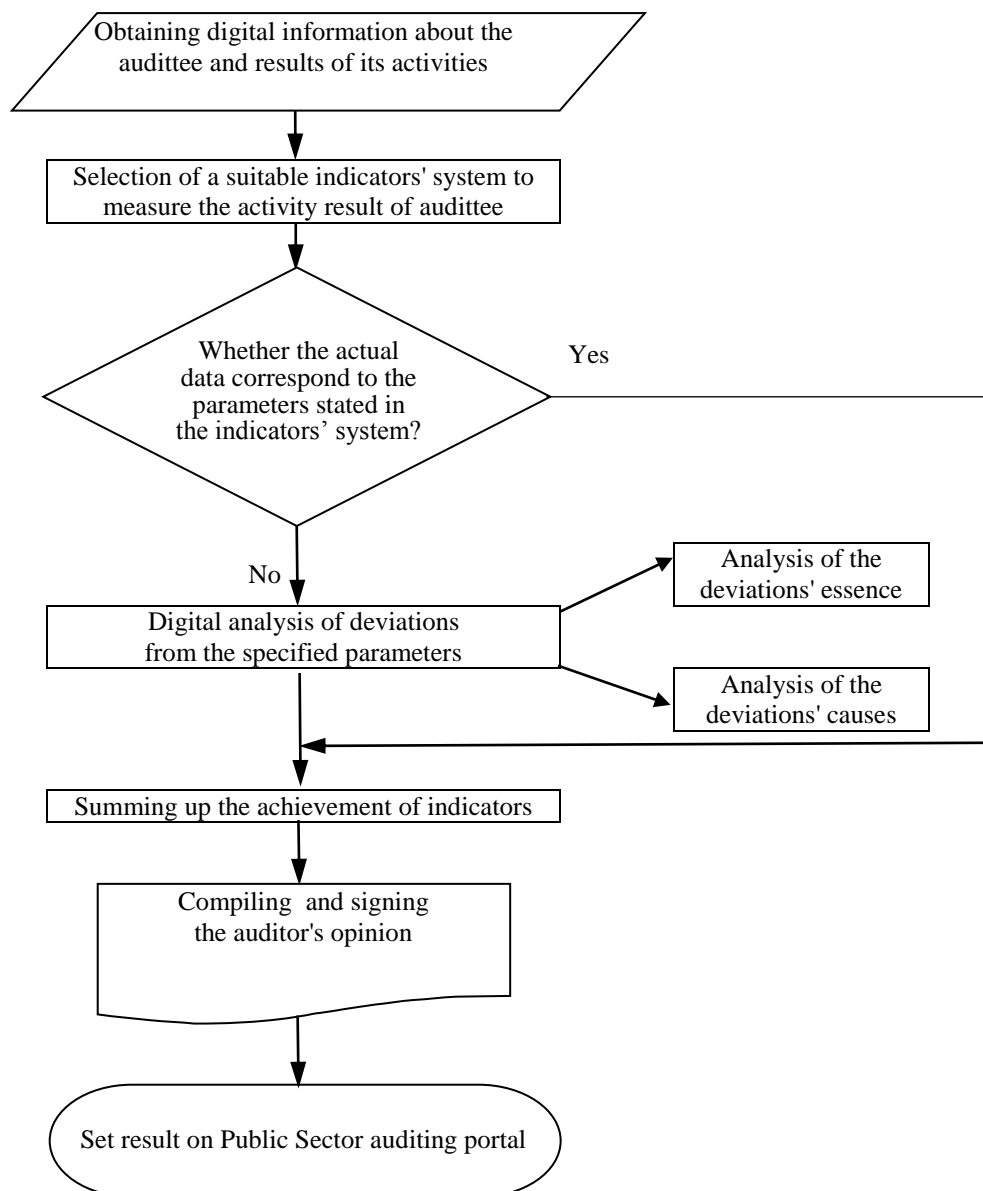 Obtaining digital information about the
audittee and results of its activities
Selection of a suitable indicators' system to
measure the activity result of audittee
Whether the actual
data correspond to the
parameters stated in
the indicators’ system?
Yes
No
Digital analysis of deviations
from the specified parameters
Analysis of the
deviations' essence
Analysis of the
deviations' causes
Summing up the achievement of indicators
Compiling and signing
the auditor's opinion
Set result on Public Sector auditing portal